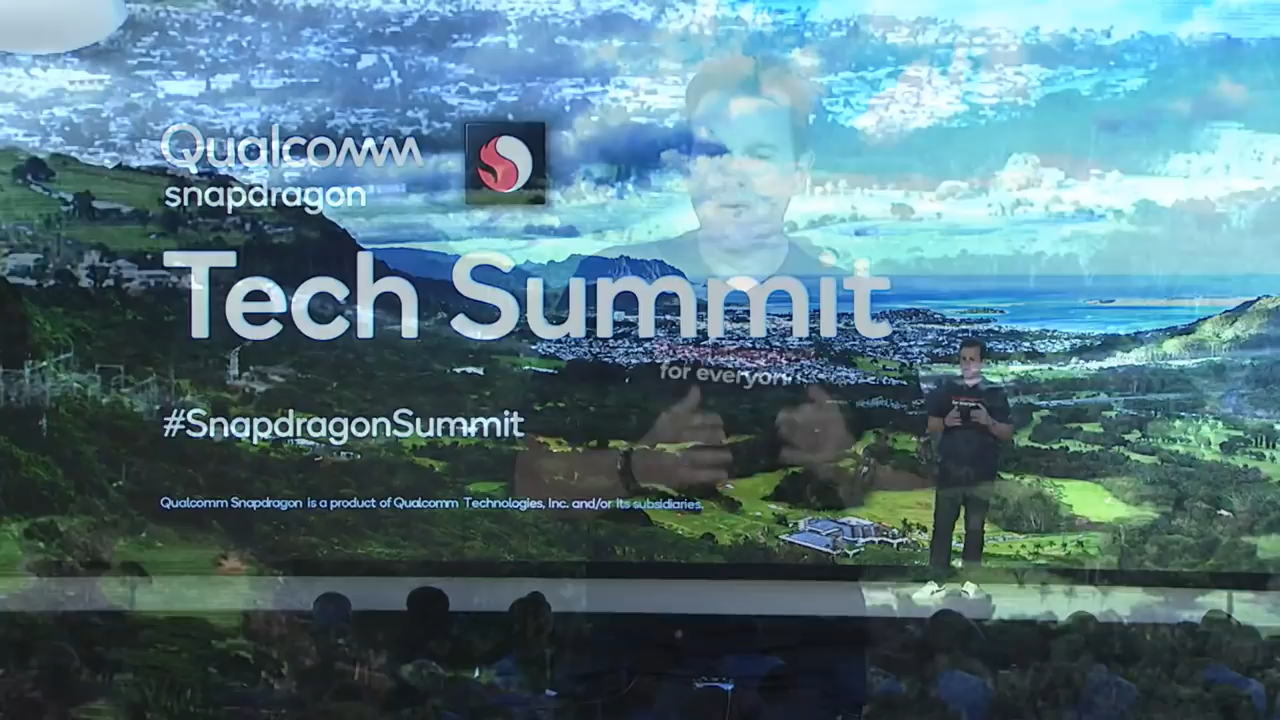 Qualcomm
snapdragon
Tech Summit
for everyon
#SnapdragonSummit
Qualcomm Snapdragon is a product of Qualcomm Technologies, Inc. and/or its subsidiaries.